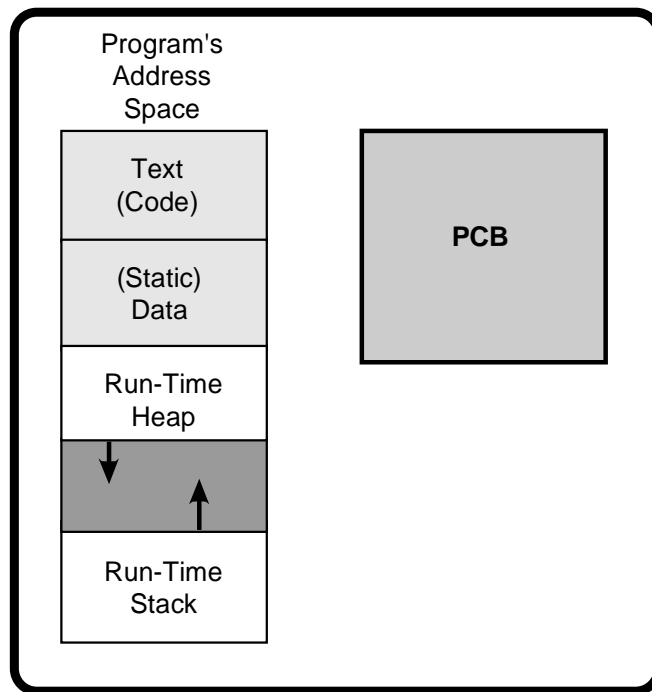 Program's
Address
Space
Text
(Code)
(Static)
Data
Run-Time
Heap
Run-Time
Stack
PCB